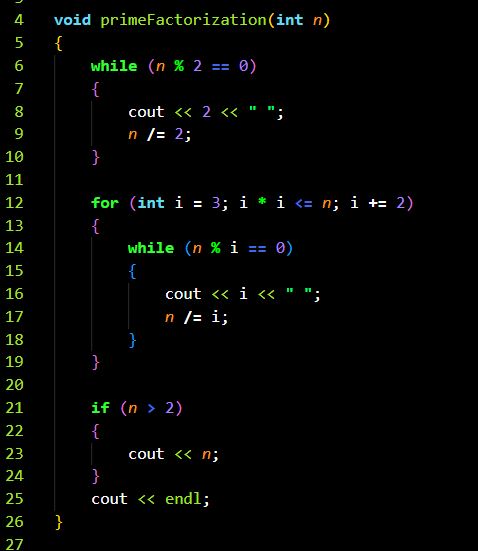 4 void primeFactorization(int n)
5 {
6     while (n % 2 == 0)
7     {
8         cout << 2 << " ";
9         n /= 2;
10     }
11
12     for (int i = 3; i * i <= n; i += 2)
13     {
14         while (n % i == 0)
15         {
16             cout << i << " ";
17             n /= i;
18         }
19     }
20
21     if (n > 2)
22     {
23         cout << n;
24     }
25     cout << endl;
26 }
27